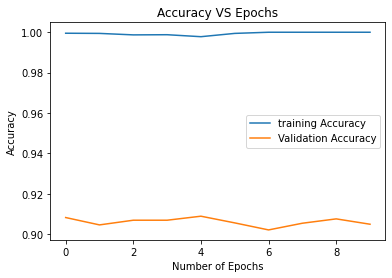 Accuracy VS Epochs
1.00
0.98
0.96
0.94
0.92
0.90
Accuracy
training Accuracy
Validation Accuracy
0 2 4 6 8
Number of Epochs